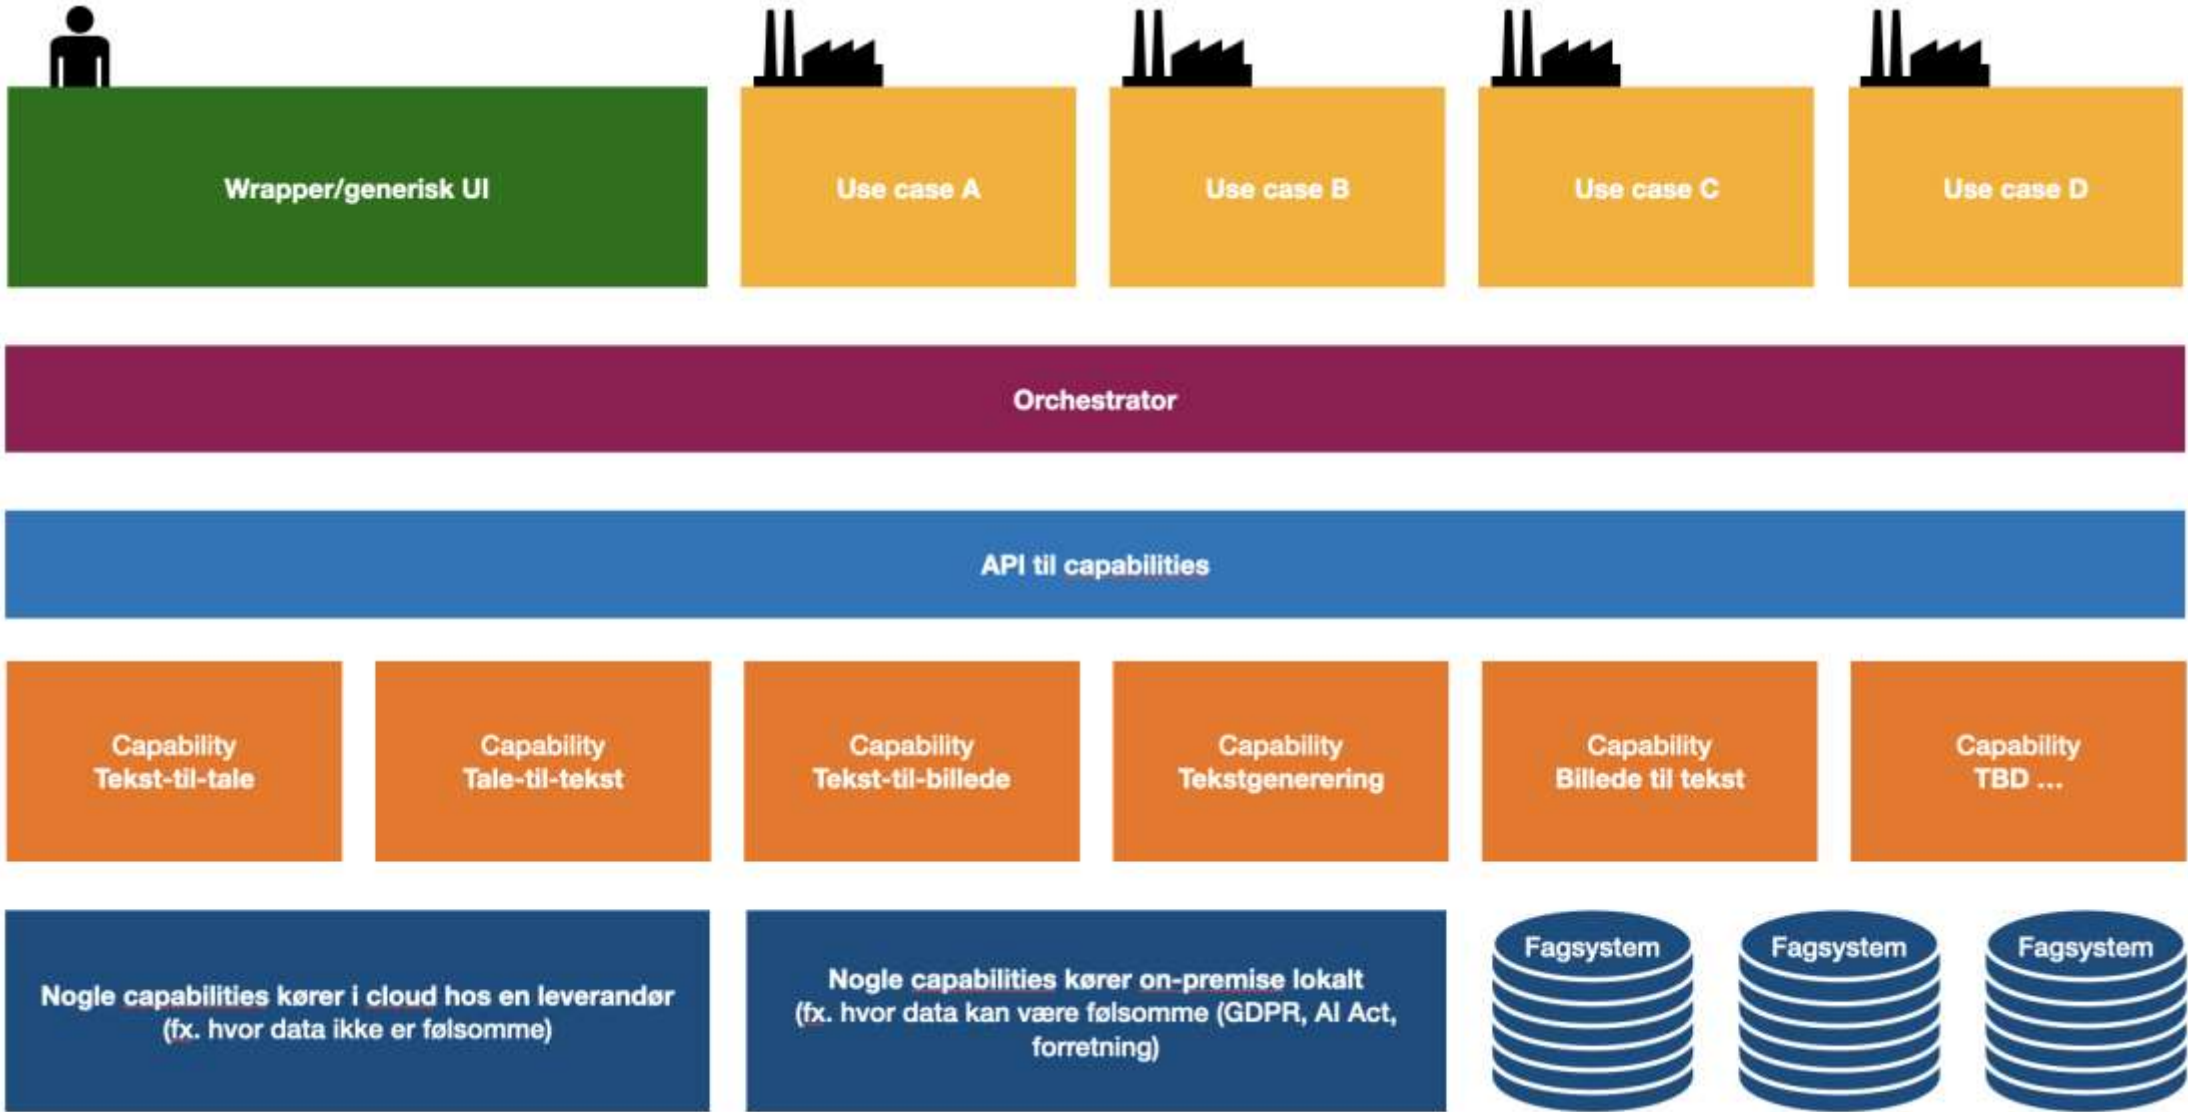 Wrapper/generisk UI
Use case A
Use case B
Use case C
Use case D
Orchestrator
API til capabilities
Capability
Tekst-til-tale
Capability
Tale-til-tekst
Capability
Tekst-til-billede
Capability
Tekstgenerering
Capability
Billede til tekst
Capability
TBD ...
Nogle capabilities kører i cloud hos en leverandør
(fx. hvor data ikke er følsomme)
Nogle capabilities kører on-premise lokalt
(fx. hvor data kan være følsomme (GDPR, AI Act,
forretning)
Fagsystem
Fagsystem
Fagsystem